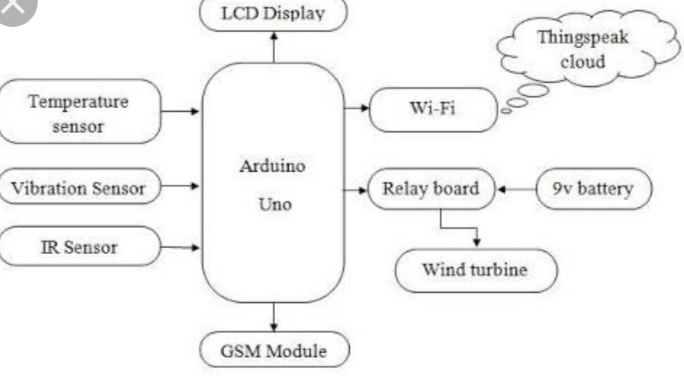 LCD Display
Thingspeak
cloud
Temperature
sensor
Wi-Fi
Arduino
Uno
Vibration Sensor
Relay board
9v battery
IR Sensor
Wind turbine
GSM Module